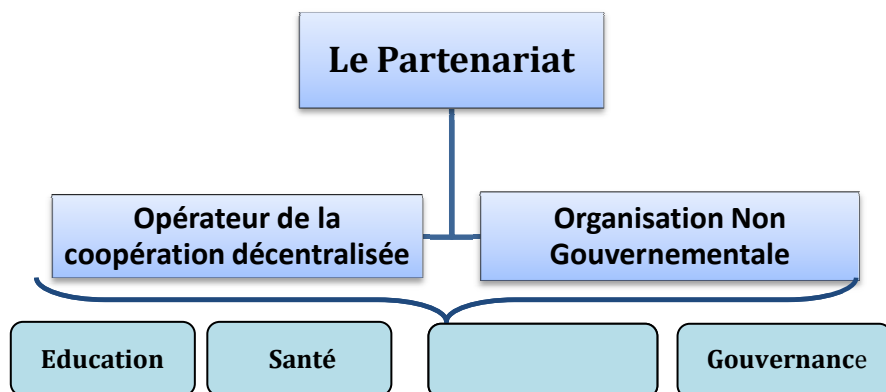 Le Partenariat
Opérateur de la
coopération décentralisée
Organisation Non
Gouvernementale
Education
Santé
Gouvernance